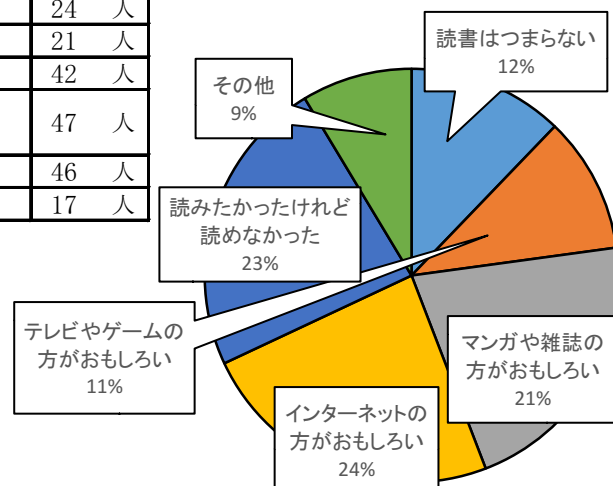 24 人
21 人
42 人
47 人
46 人
17 人
読書はつまらない
12%
その他
9%
読みたかったけれど
読めなかった
23%
テレビやゲームの
方がおもしろい
11%
マンガや雑誌の
方がおもしろい
21%
インターネットの
方がおもしろい
24%